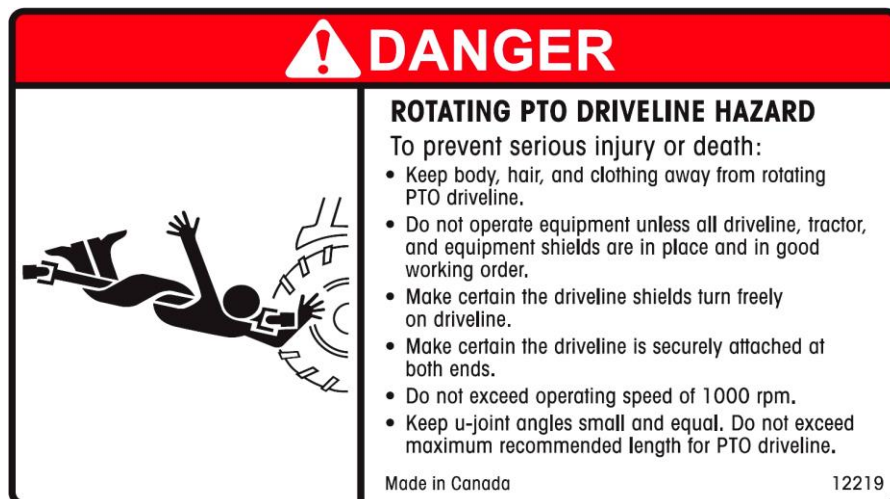 DANGER
ROTATING PTO DRIVELINE HAZARD
To prevent serious injury or death:
• Keep body, hair, and clothing away from rotating
PTO driveline.
• Do not operate equipment unless all driveline, tractor,
and equipment shields are in place and in good
working order.
• Make certain the driveline shields turn freely
on driveline.
• Make certain the driveline is securely attached at
both ends.
• Do not exceed operating speed of 1000 rpm.
• Keep u-joint angles small and equal. Do not exceed
maximum recommended length for PTO driveline.
Made in Canada 12219